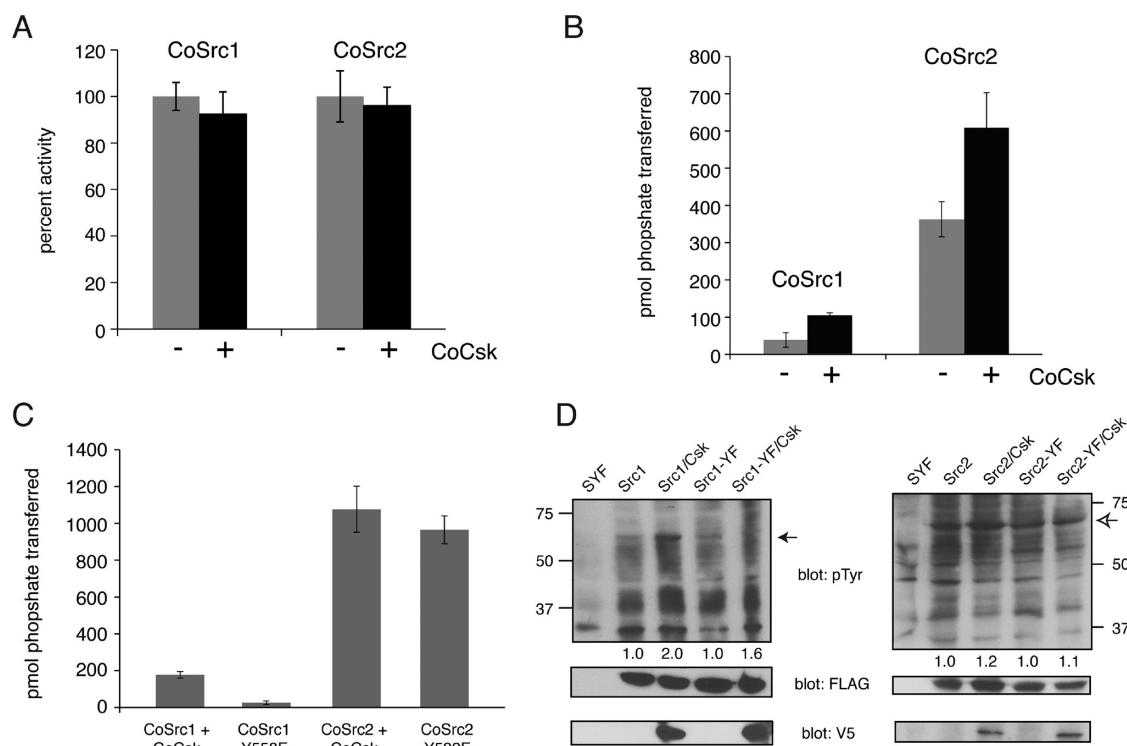 A
120
100
80
60
40
20
0
percent activity
CoSrc1
CoSrc2
- + - + CoCsk
B
800
700
600
500
400
300
200
100
0
pmol phopshate transferred
CoSrc1
CoSrc2
- + - + CoCsk
C
1400
1200
1000
800
600
400
200
0
pmol phopshate transferred
CoSrc1 +
CoSrc1
CoSrc2 +
CoSrc2
D
SYF
Src1
Src1/Csk
Src1-YF
Src1-YF/Csk
75
50
37
1.0 2.0 1.0 1.6
blot: pTyr
blot: FLAG
blot: V5
SYF
Src2
Src2/Csk
Src2-YF
Src2-YF/Csk
75
50
37
1.0 1.2 1.0 1.1